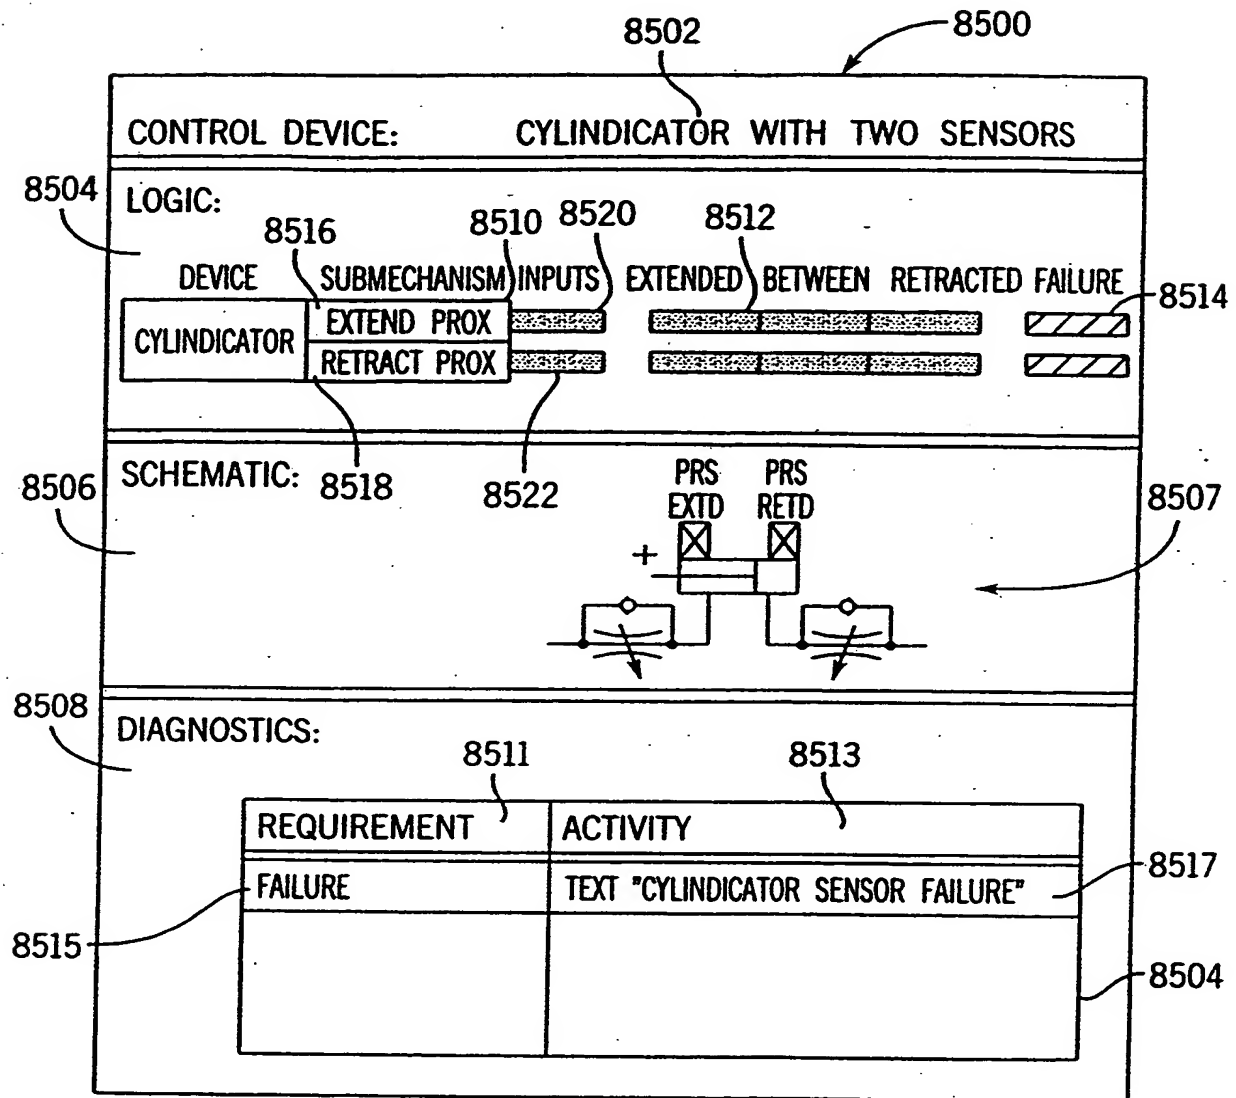 8502
8500
CONTROL DEVICE: CYLINDICATOR WITH TWO SENSORS
8504
LOGIC:
8516
8510
8520
8512
DEVICE SUBMECHANISM INPUTS EXTENDED BETWEEN RETRACTED FAILURE
8514
CYLINDICATOR
EXTEND PROX
RETRACT PROX
8506
SCHEMATIC:
8518
8522
PRS EXTD
PRS RETD
8507
+
8508
DIAGNOSTICS:
8511
8513
REQUIREMENT ACTIVITY
FAILURE TEXT "CYLINDICATOR SENSOR FAILURE"
8517
8515
8504